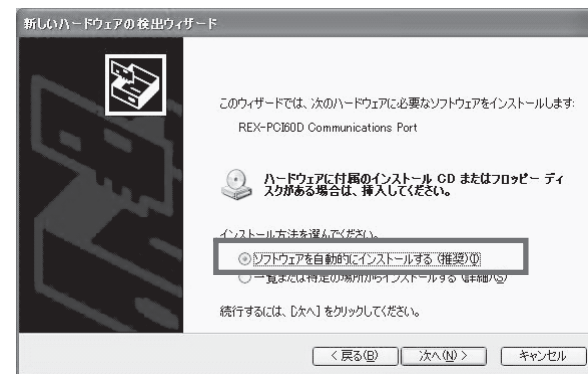 新しいハードウェアの検出ウィザード
このウィザードでは、次のハードウェアに必要なソフトウェアをインストールします:
REX-PCI60D Communications Port
ハードウェアに付属のインストール CD またはフロッピー ディ
スクがある場合は、挿入してください。
インストール方法を選んでください。
ソフトウェアを自動的にインストールする (推奨)(I)
一覧または特定の場所からインストールする (詳細)(S)
続行するには、[次へ] をクリックしてください。
< 戻る(B)
次へ(N) >
キャンセル